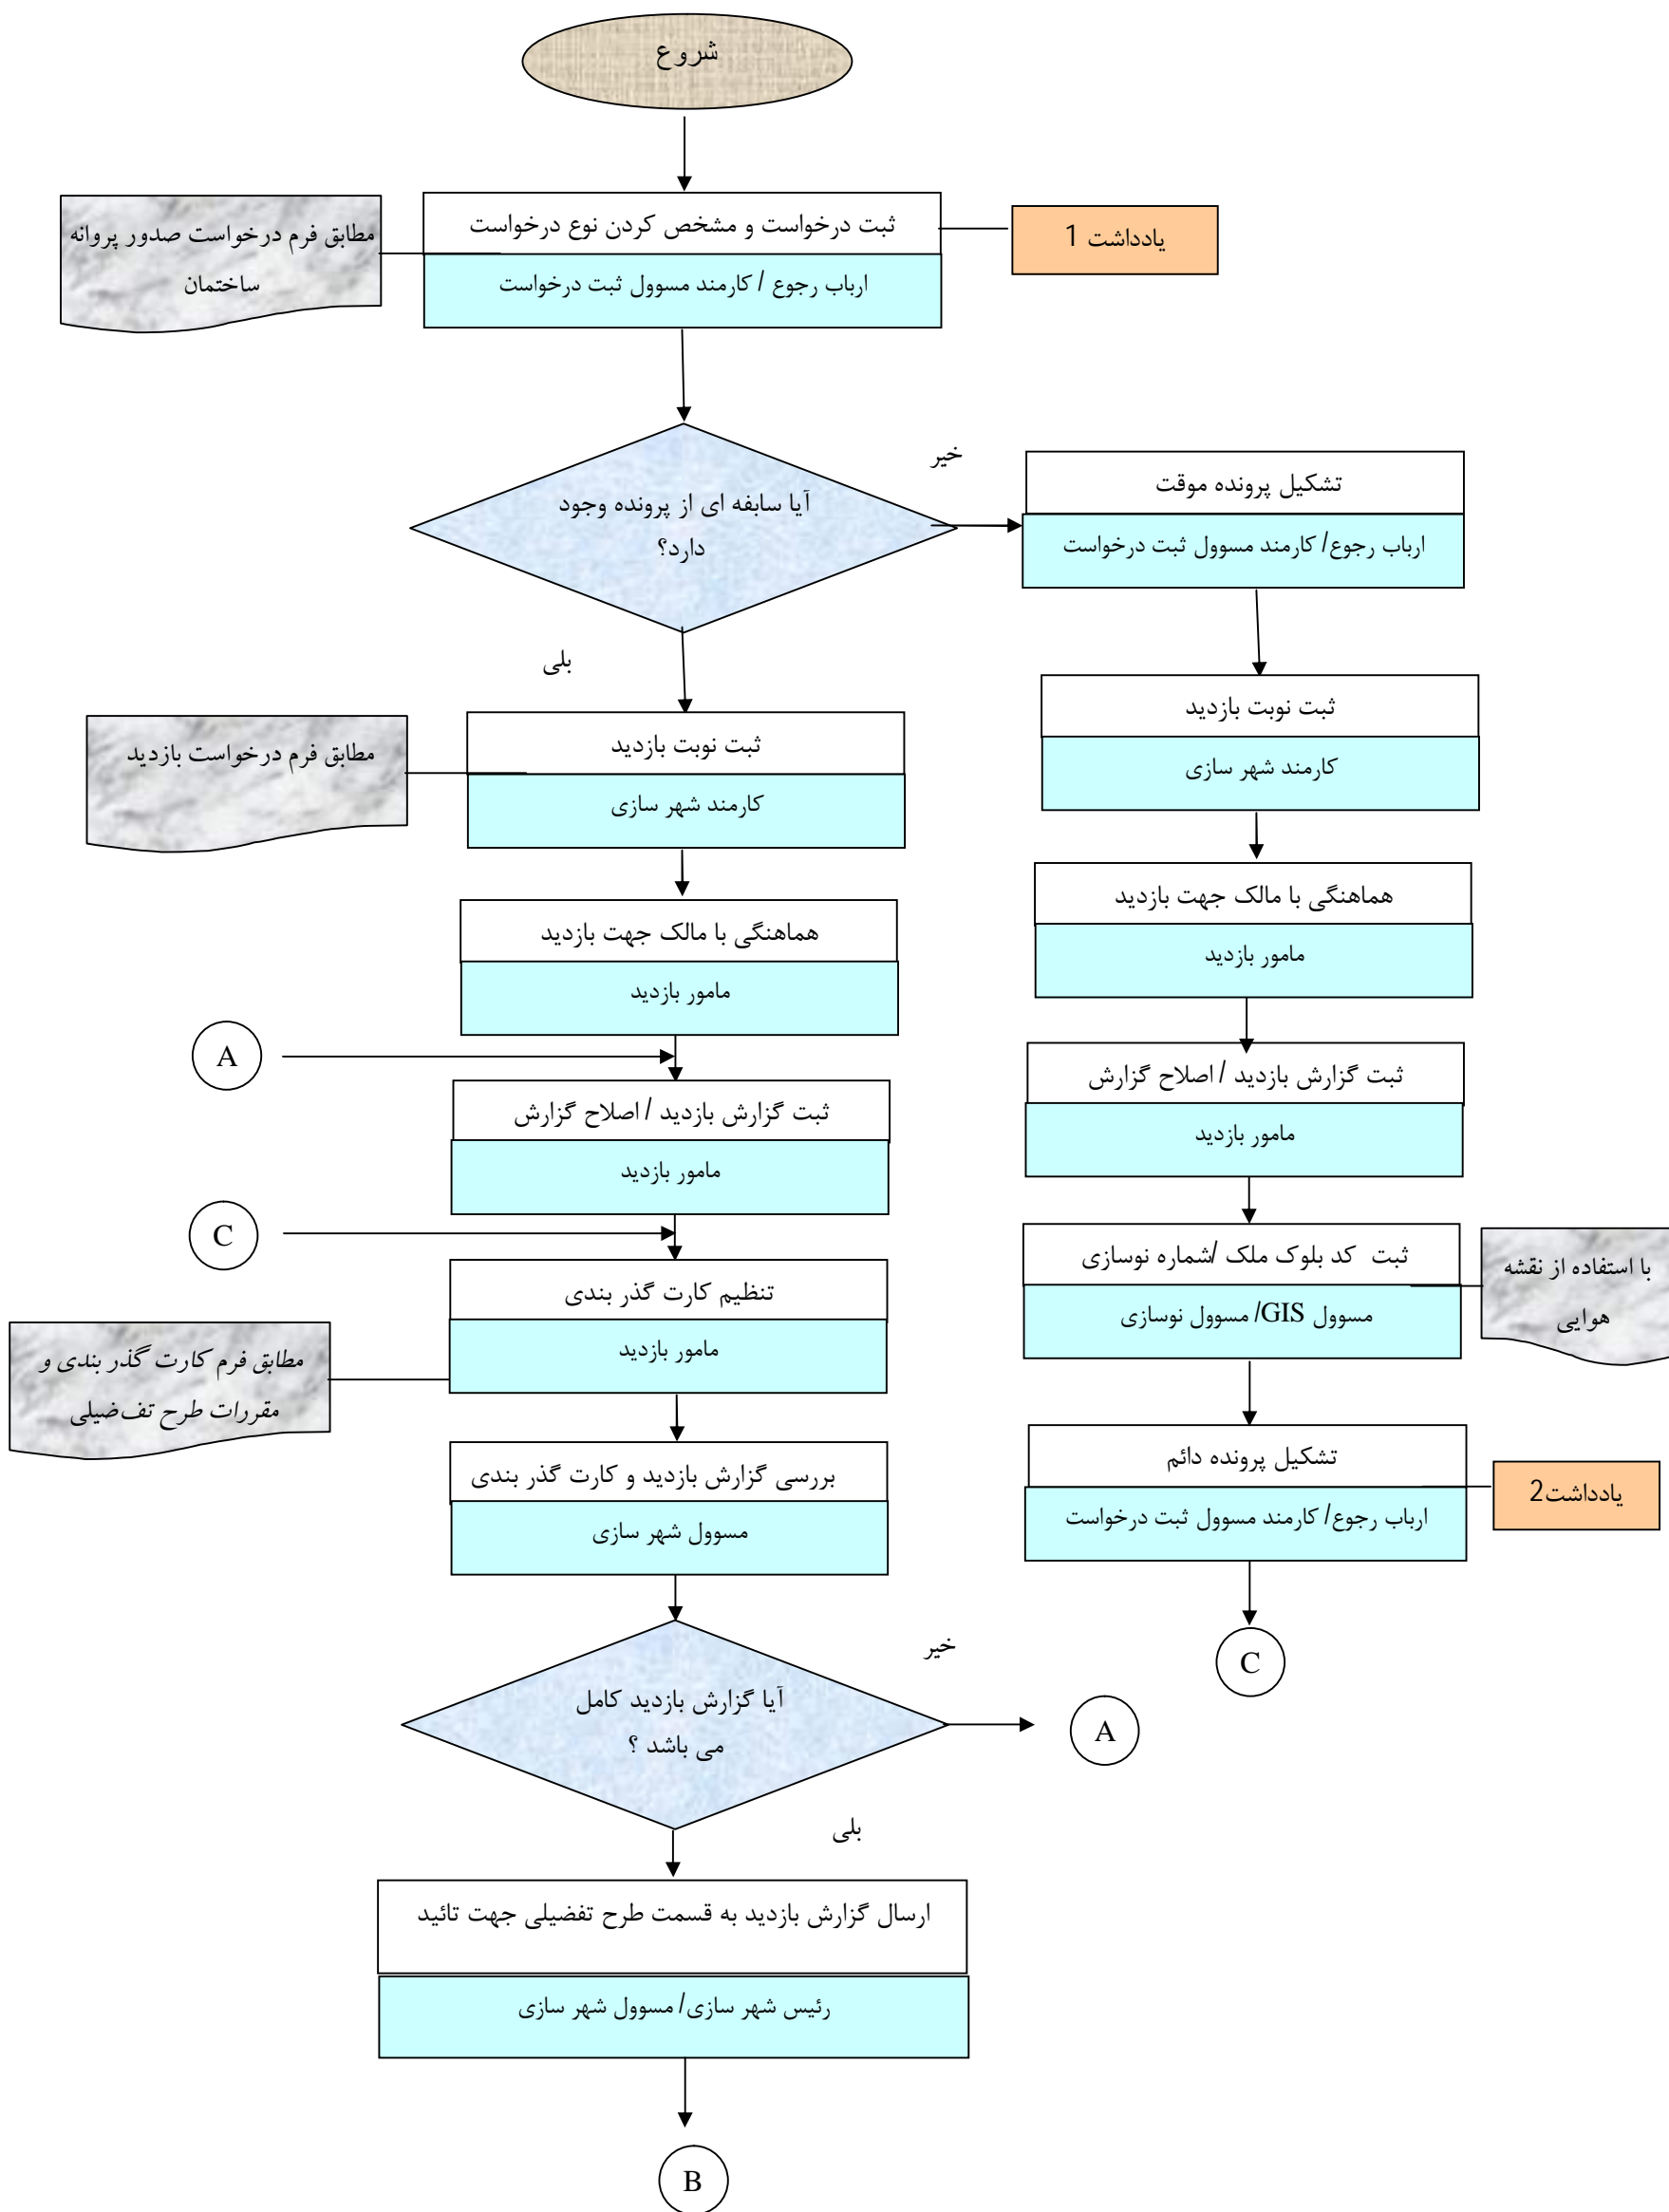 شروع
ثبت درخواست و مشخص کردن نوع درخواست
ارباب رجوع / کارمند مسوول ثبت درخواست
یادداشت 1
مطابق فرم درخواست صدور پروانه
ساختمان
آیا سابفه ای از پرونده وجود
دارد؟
خیر
بلی
تشکیل پرونده موقت
ارباب رجوع/ کارمند مسوول ثبت درخواست
ثبت نوبت بازدید
کارمند شهر سازی
هماهنگی با مالک جهت بازدید
مامور بازدید
ثبت گزارش بازدید / اصلاح گزارش
مامور بازدید
ثبت کد بلوک ملک /شماره نوسازی
مسوول GIS/ مسوول نوسازی
با استفاده از نقشه
هوایی
تشکیل پرونده دائم
ارباب رجوع/ کارمند مسوول ثبت درخواست
یادداشت2
C
ثبت نوبت بازدید
کارمند شهر سازی
مطابق فرم درخواست بازدید
هماهنگی با مالک جهت بازدید
مامور بازدید
A
ثبت گزارش بازدید / اصلاح گزارش
مامور بازدید
C
تنظیم کارت گذر بندی
مامور بازدید
مطابق فرم کارت گذر بندی و
مقررات طرح تف ضیلی
بررسی گزارش بازدید و کارت گذر بندی
مسوول شهر سازی
آیا گزارش بازدید کامل
می باشد ؟
خیر
A
بلی
ارسال گزارش بازدید به قسمت طرح تفضیلی جهت تائید
رئیس شهر سازی/ مسوول شهر سازی
B